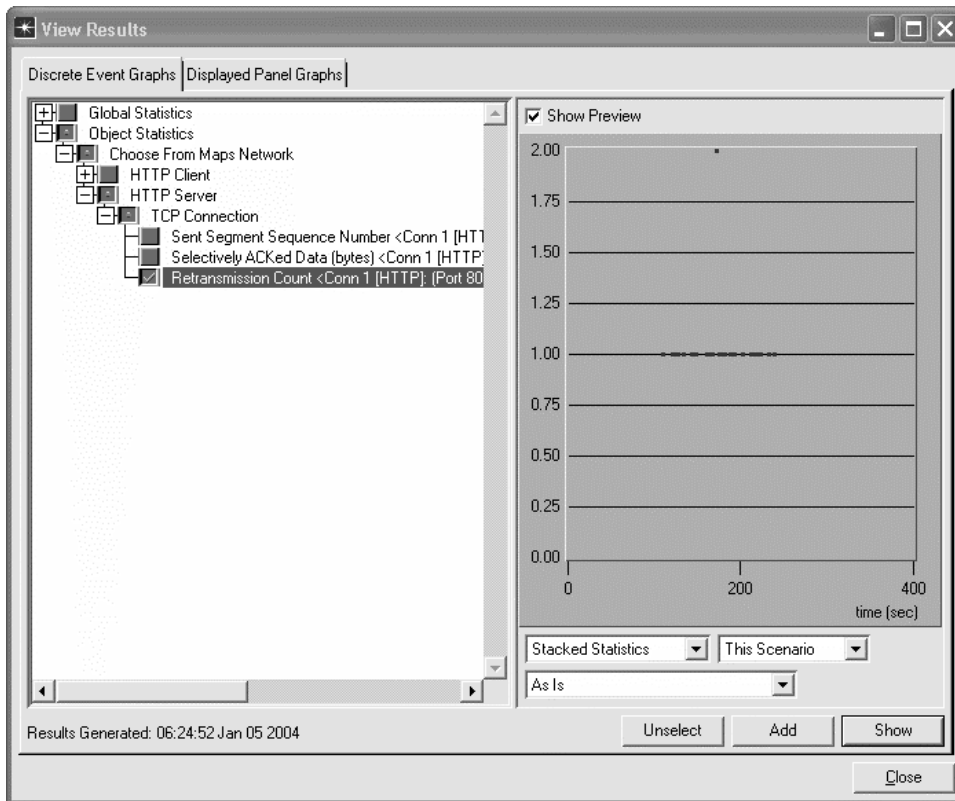 View Results
Discrete Event Graphs
Displayed Panel Graphs
Global Statistics
Object Statistics
Choose From Maps Network
HTTP Client
HTTP Server
TCP Connection
Sent Segment Sequence Number <Conn 1 [HTT
Selectively ACKed Data (bytes) <Conn 1 [HTTP]
Retransmission Count <Conn 1 [HTTP]: (Port 80
Show Preview
2.00
1.75
1.50
1.25
1.00
0.75
0.50
0.25
0.00
0 200 400
time (sec)
Stacked Statistics
This Scenario
As Is
Results Generated: 06:24:52 Jan 05 2004
Unselect
Add
Show
Close